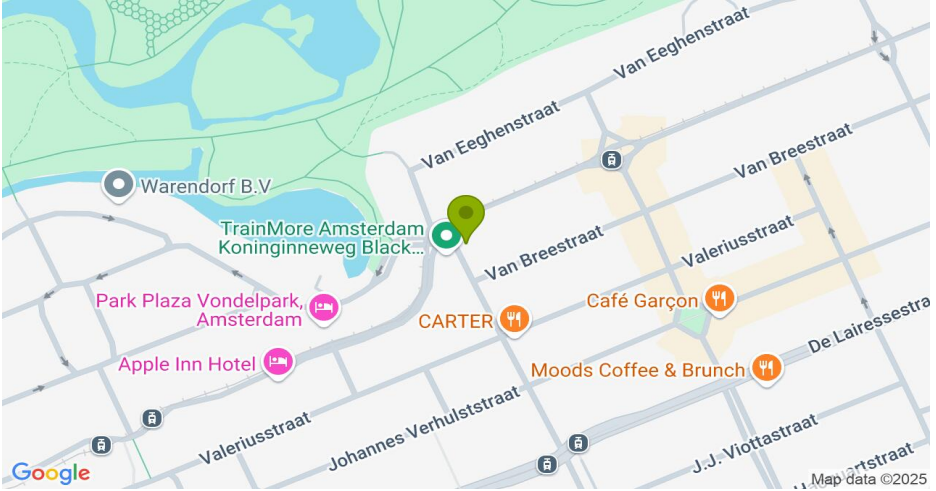 Van Eeghenstraat
Van Eeghenstraat
Van Breestraat
Warendorf B.V
TrainMore Amsterdam
Koninginneweg Black...
Van Breestraat
Valeriusstraat
Park Plaza Vondelpark,
Amsterdam
Café Garçon
CARTER
De Lairessestra
Apple Inn Hotel
Moods Coffee & Brunch
Valeriusstraat
Johannes Verhulststraat
J.J. Viottastraat
Google
Map data ©2025